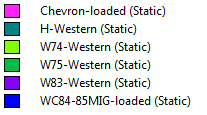 Chevron-loaded (Static)
H-Western (Static)
W74-Western (Static)
W75-Western (Static)
W83-Western (Static)
WC84-85MIG-loaded (Static)